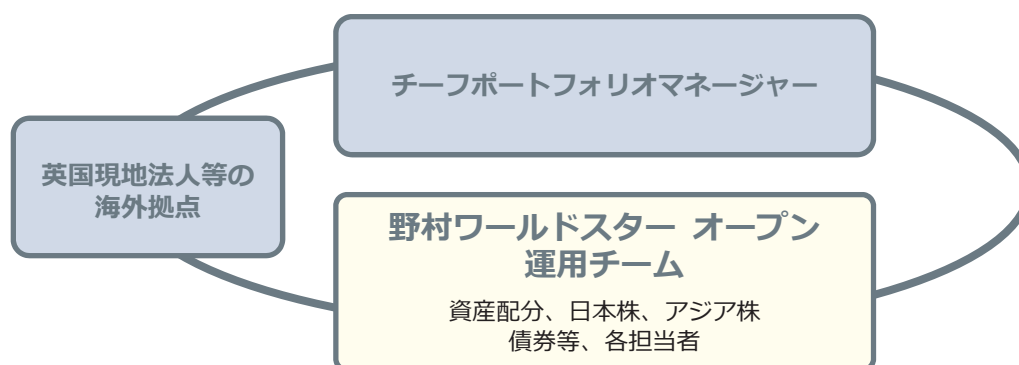 チーフポートフォリオマネージャー
英国現地法人等の
海外拠点
野村ワールドスター オープン
運用チーム
資産配分、日本株、アジア株
債券等、各担当者